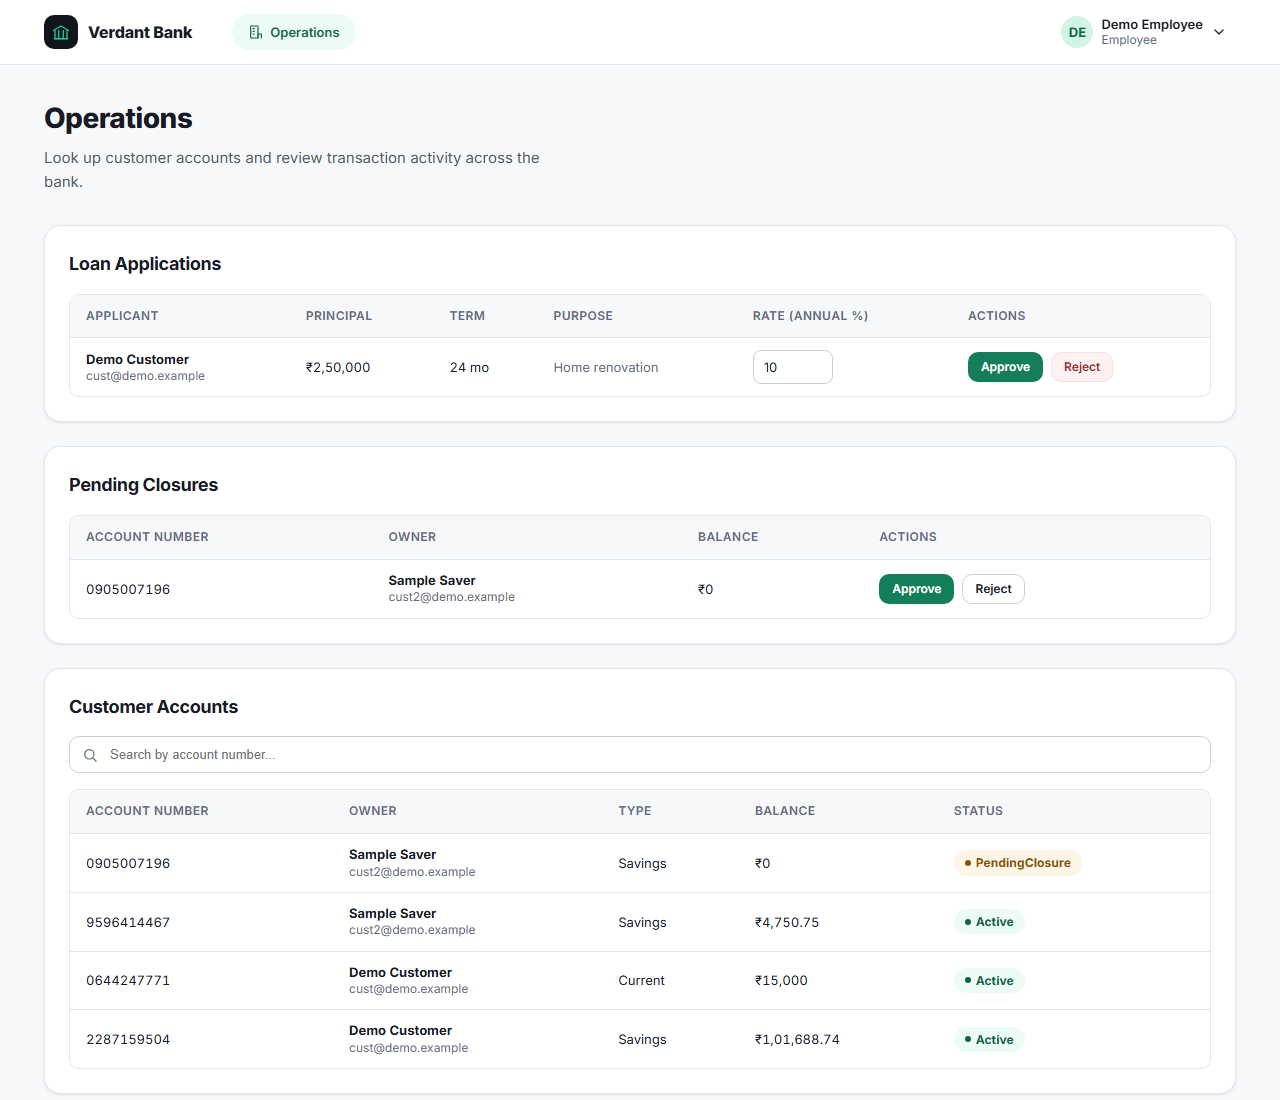 Verdant Bank
Operations
DE
Demo Employee
Employee
Operations
Look up customer accounts and review transaction activity across the
bank.
Loan Applications
APPLICANT PRINCIPAL TERM PURPOSE RATE (ANNUAL %) ACTIONS
Demo Customer
cust@demo.example
₹2,50,000 24 mo Home renovation 10 Approve Reject
Pending Closures
ACCOUNT NUMBER OWNER BALANCE ACTIONS
0905007196 Sample Saver
cust2@demo.example
₹0 Approve Reject
Customer Accounts
Search by account number...
ACCOUNT NUMBER OWNER TYPE BALANCE STATUS
0905007196 Sample Saver
cust2@demo.example
Savings ₹0 PendingClosure
9596414467 Sample Saver
cust2@demo.example
Savings ₹4,750.75 Active
0644247771 Demo Customer
cust@demo.example
Current ₹15,000 Active
2287159504 Demo Customer
cust@demo.example
Savings ₹1,01,688.74 Active